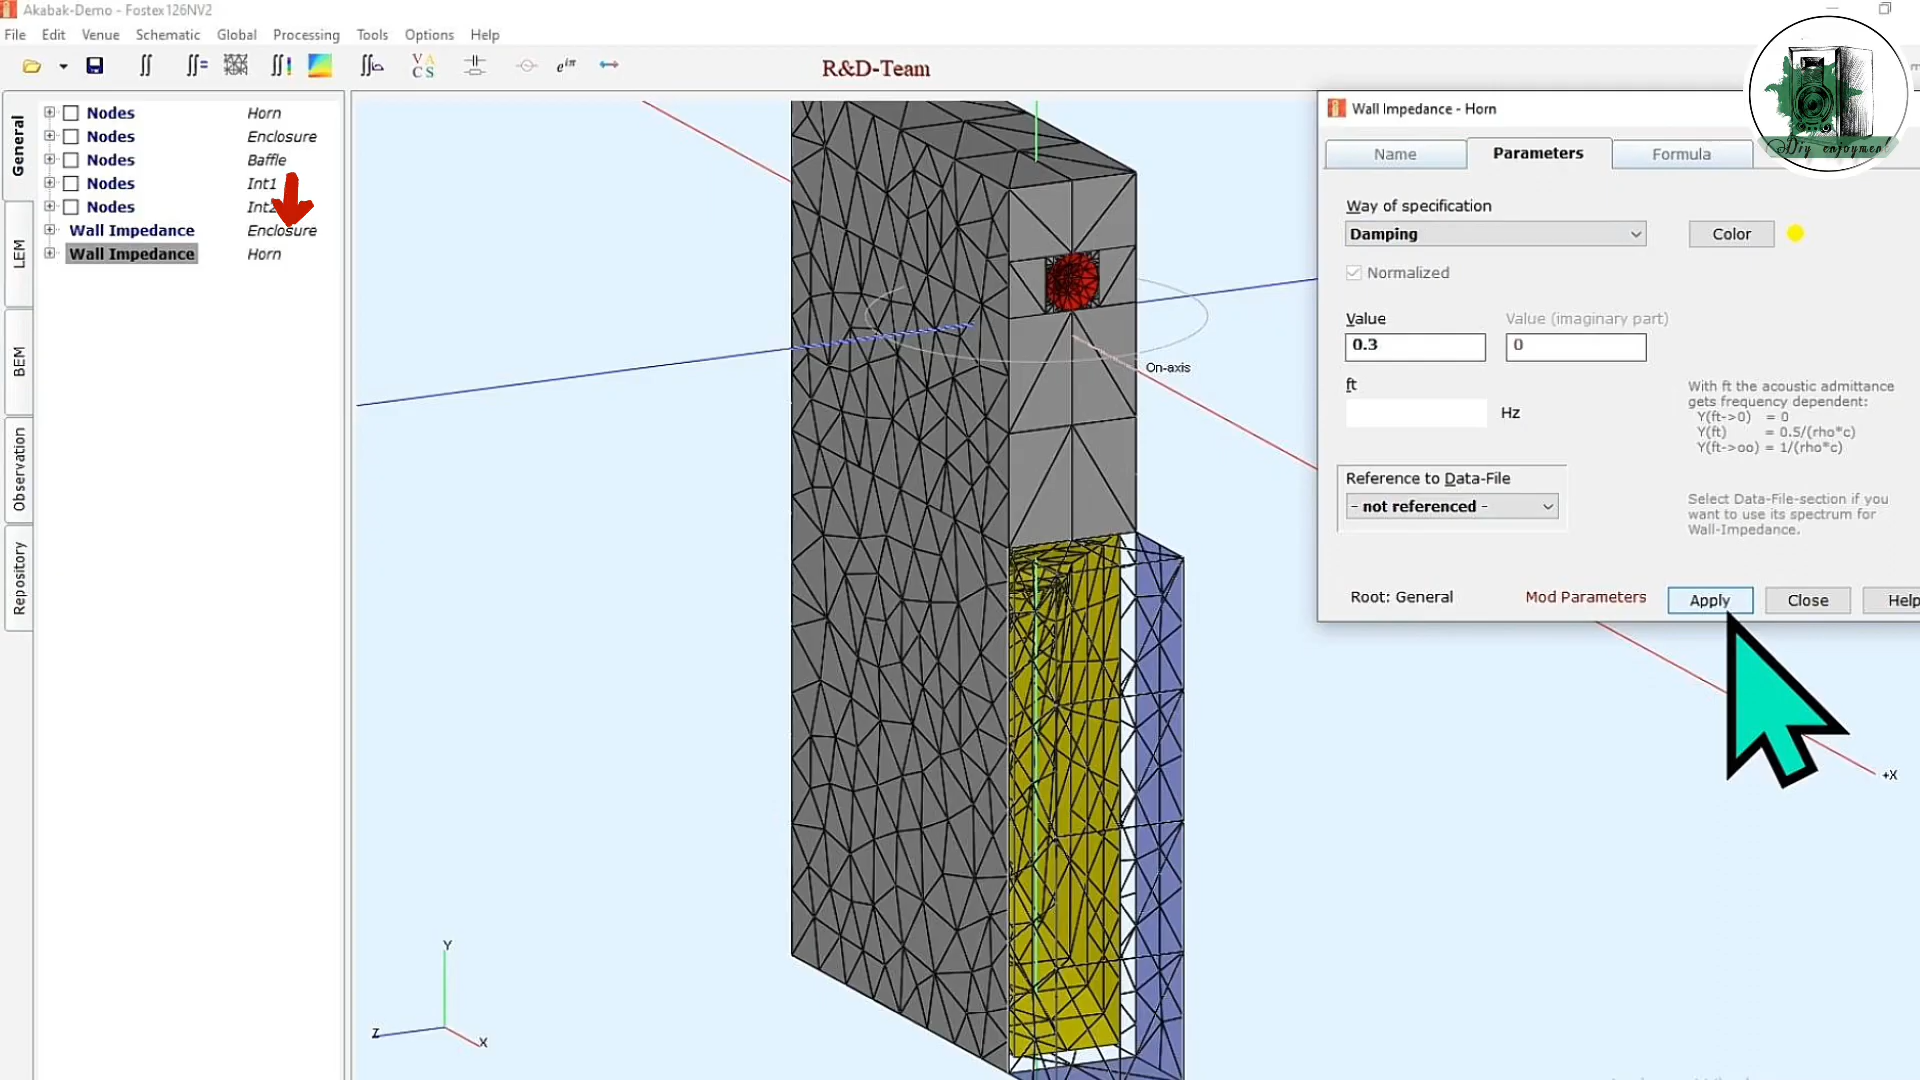 Akabak-Demo - Fostex126NV2
File Edit Venue Schematic Global Processing Tools Options Help
V A
C S
e^iπ
R&D-Team
General
LEM
BEM
Observation
Repository
Nodes Horn
Nodes Enclosure
Nodes Baffle
Nodes Int1
Nodes Int2
Wall Impedance Enclosure
Wall Impedance Horn
On-axis
+X
Y
Z
X
Wall Impedance - Horn
Name Parameters Formula
Way of specification
Damping
Color
Normalized
Value Value (imaginary part)
0.3 0
ft
Hz
With ft the acoustic admittance
gets frequency dependent:
Y(ft->0) = 0
Y(ft) = 0.5/(rho*c)
Y(ft->oo) = 1/(rho*c)
Reference to Data-File
- not referenced -
Select Data-File-section if you
want to use its spectrum for
Wall-Impedance.
Root: General Mod Parameters Apply Close Help
Diy enjoyment